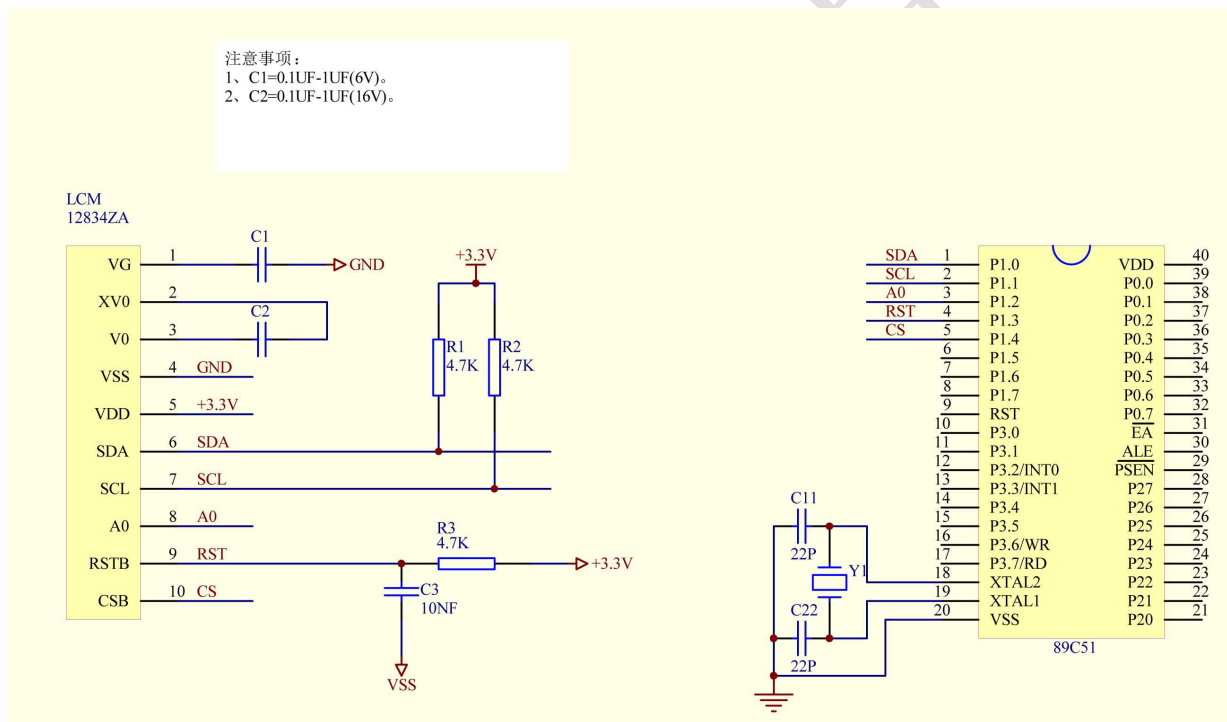 注意事项：
1、C1=0.1UF-1UF(6V)。
2、C2=0.1UF-1UF(16V)。
LCM
12834ZA
VG 1
XV0 2
V0 3
VSS 4 GND
VDD 5 +3.3V
SDA 6 SDA
SCL 7 SCL
A0 8 A0
RSTB 9 RST
CSB 10 CS
C1
GND
C2
+3.3V
R1
4.7K
R2
4.7K
R3
4.7K
+3.3V
C3
10NF
VSS
SDA 1 P1.0
SCL 2 P1.1
A0 3 P1.2
RST 4 P1.3
CS 5 P1.4
6 P1.5
7 P1.6
8 P1.7
9 RST
10 P3.0
11 P3.1
12 P3.2/INT0
13 P3.3/INT1
14 P3.4
15 P3.5
16 P3.6/WR
17 P3.7/RD
18 XTAL2
19 XTAL1
20 VSS
VDD 40
P0.0 39
P0.1 38
P0.2 37
P0.3 36
P0.4 35
P0.5 34
P0.6 33
P0.7 32
EA 31
ALE 30
PSEN 29
P27 28
P26 27
P25 26
P24 25
P23 24
P22 23
P21 22
P20 21
89C51
C11
22P
Y1
C22
22P